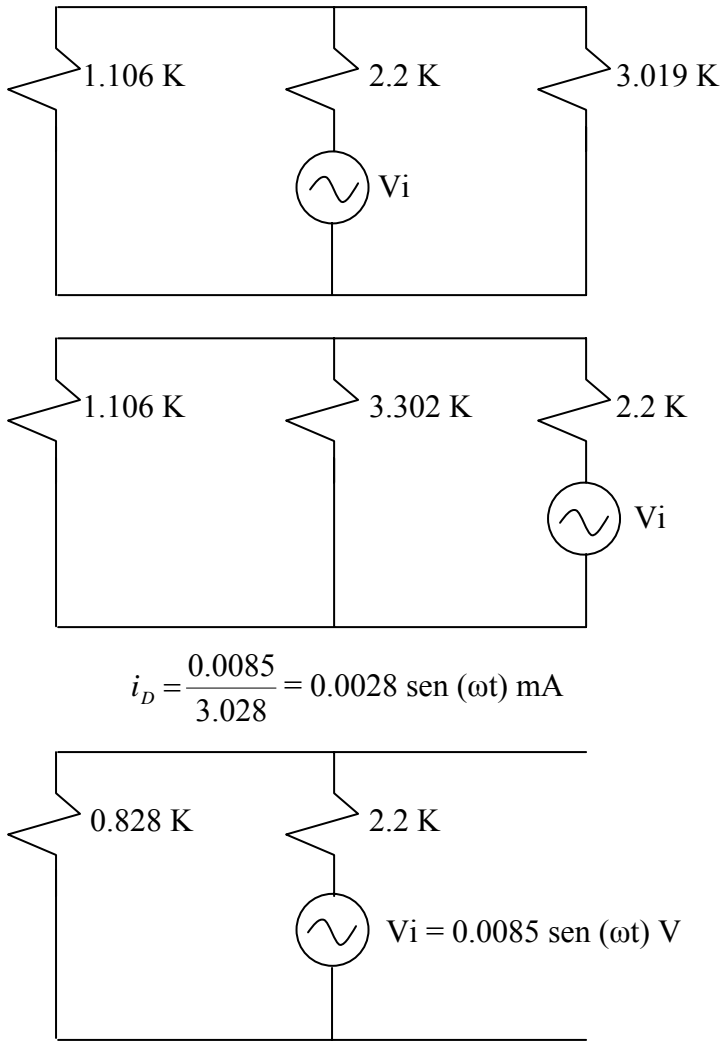 1.106 K 2.2 K 3.019 K
Vi
1.106 K 3.302 K 2.2 K
Vi
i_D = 0.0085/3.028 = 0.0028 sen (ωt) mA
0.828 K 2.2 K
Vi = 0.0085 sen (ωt) V